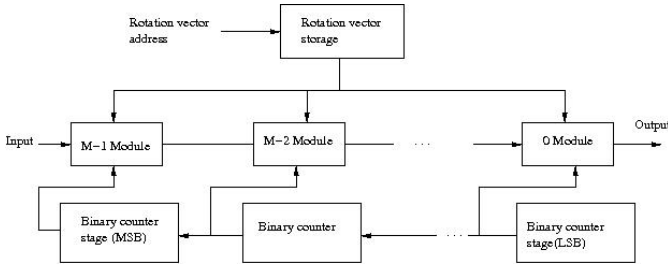 Rotation vector
address
Rotation vector
storage
Input
M−1 Module
M−2 Module
. . .
0 Module
Output
Binary counter
stage (MSB)
Binary counter
. . .
Binary counter
stage(LSB)